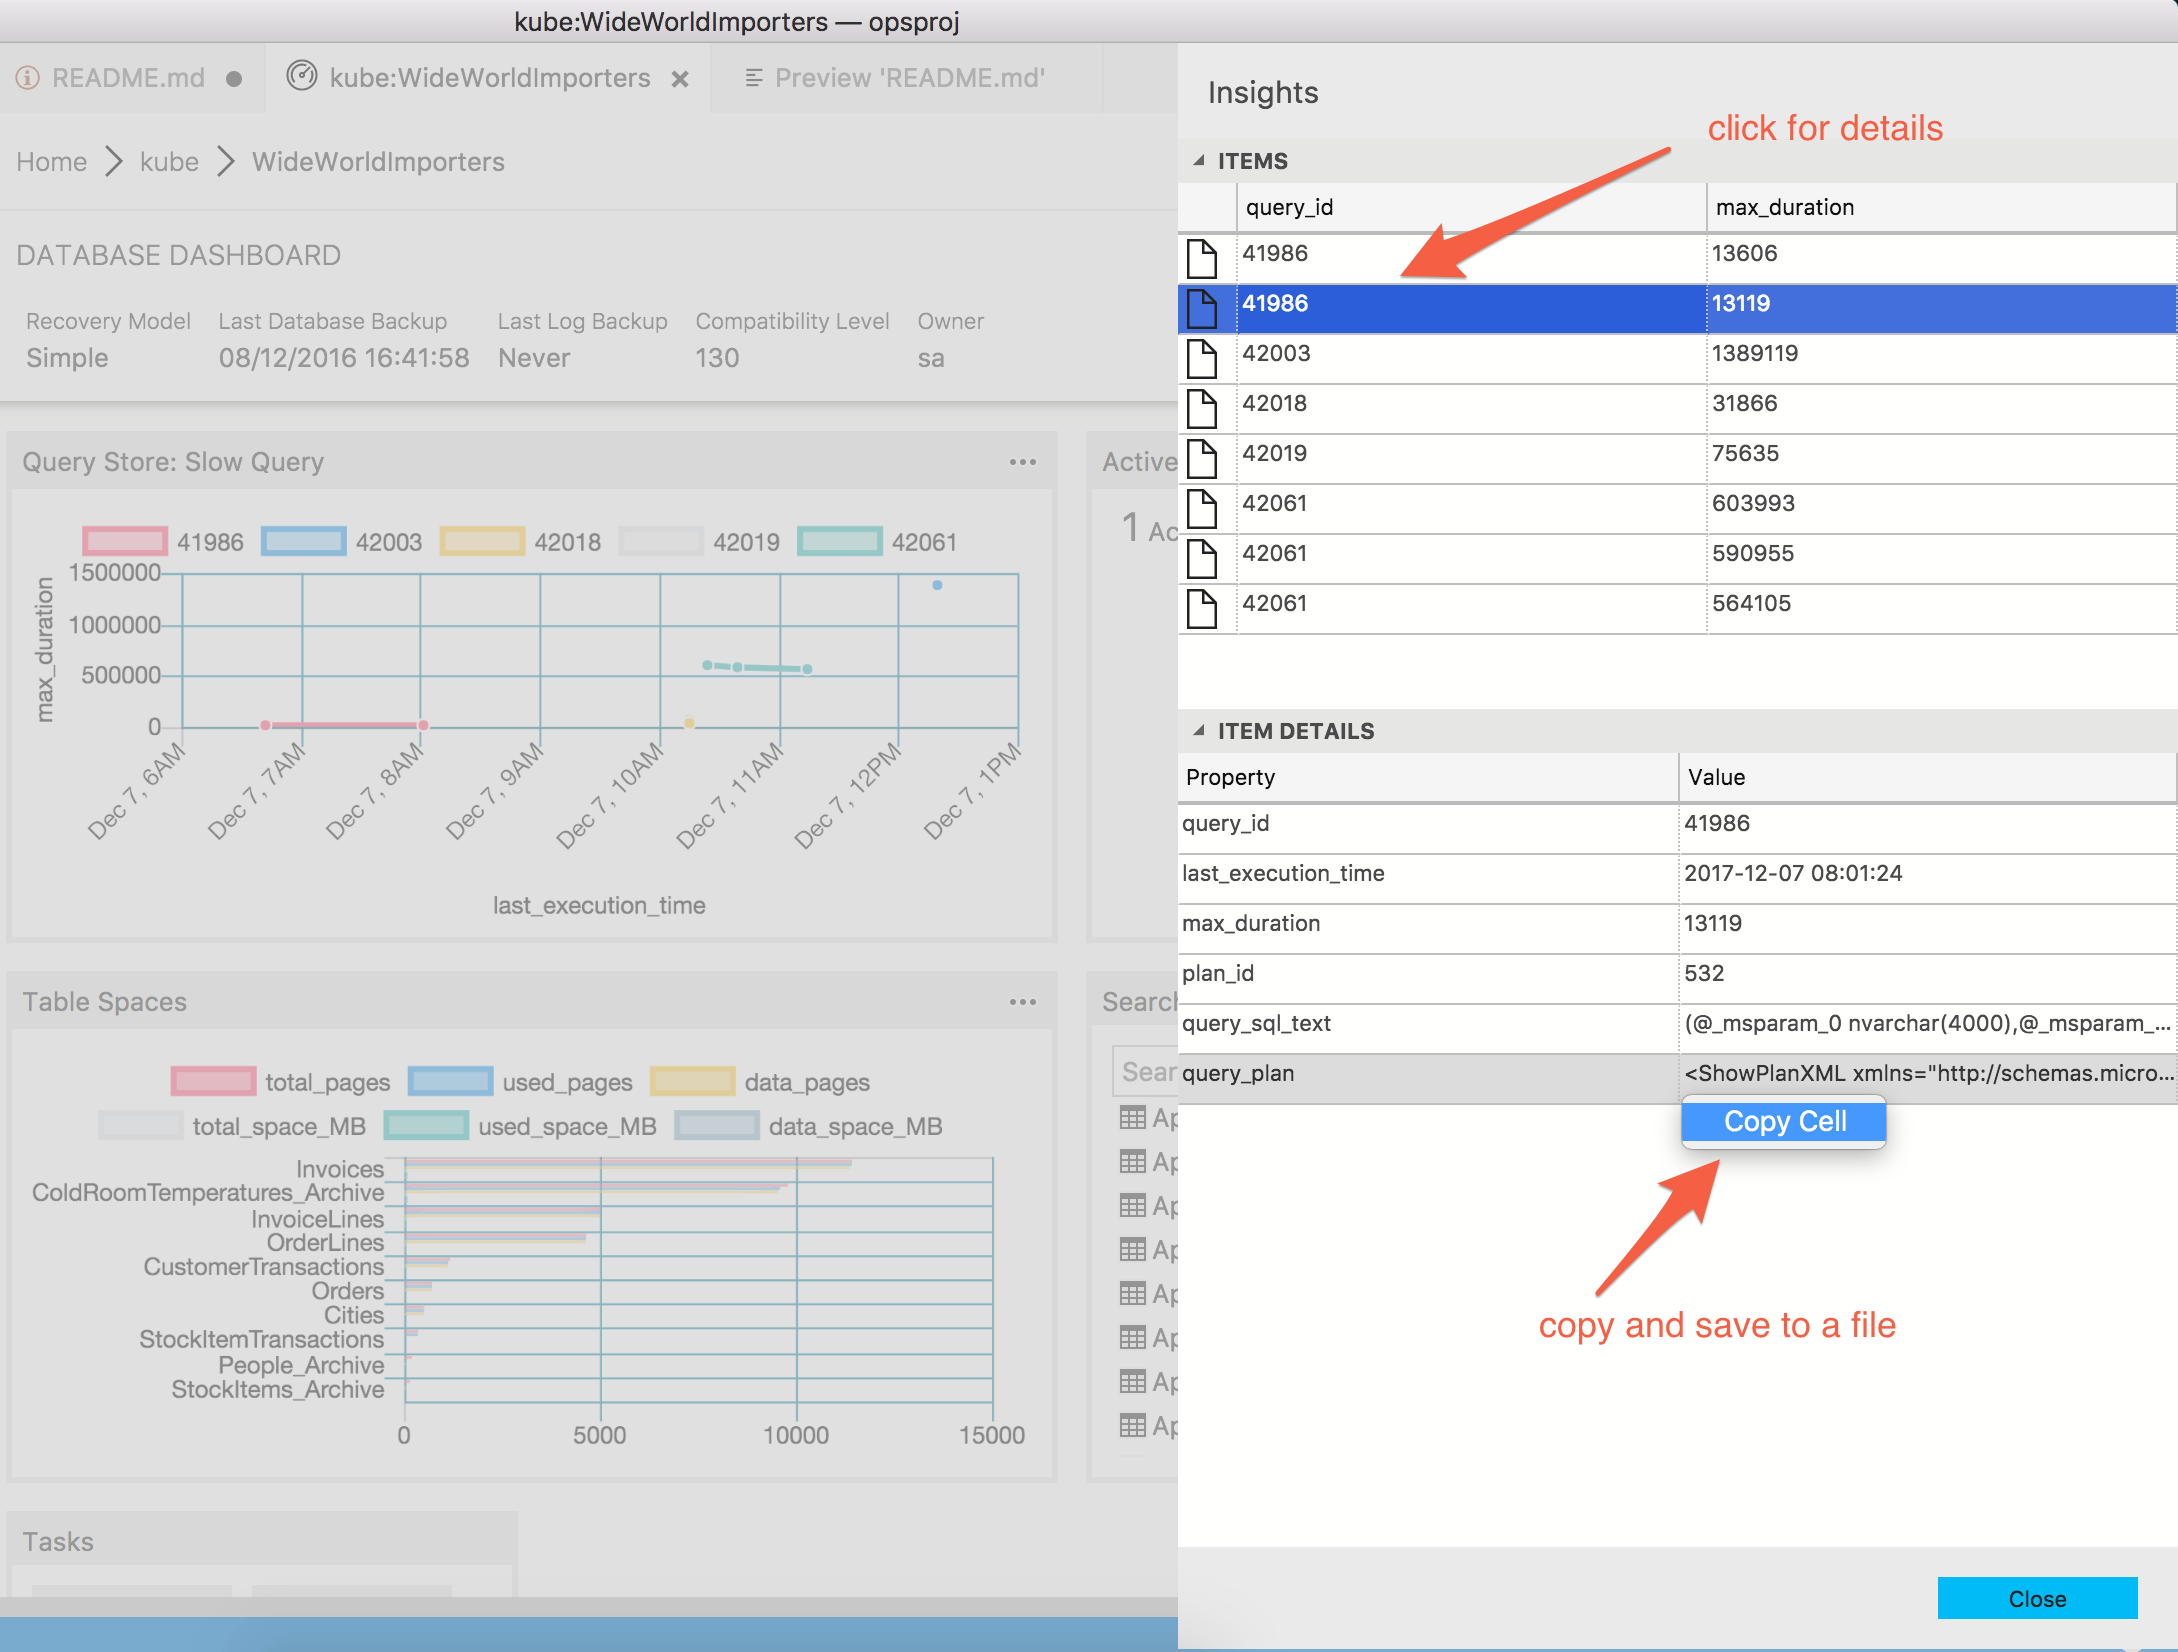 kube:WideWorldImporters — opsproj
README.md
kube:WideWorldImporters
Preview 'README.md'
Home kube WideWorldImporters
DATABASE DASHBOARD
Recovery Model Last Database Backup Last Log Backup Compatibility Level Owner
Simple 08/12/2016 16:41:58 Never 130 sa
Query Store: Slow Query
41986 42003 42018 42019 42061
1500000
1000000
500000
0
max_duration
Dec 7, 6AM Dec 7, 7AM Dec 7, 8AM Dec 7, 9AM Dec 7, 10AM Dec 7, 11AM Dec 7, 12PM Dec 7, 1PM
last_execution_time
Active
1 Ac
Table Spaces
total_pages used_pages data_pages
total_space_MB used_space_MB data_space_MB
Invoices
ColdRoomTemperatures_Archive
InvoiceLines
OrderLines
CustomerTransactions
Orders
Cities
StockItemTransactions
People_Archive
StockItems_Archive
0 5000 10000 15000
Search
Sear
Ap
Ap
Ap
Ap
Ap
Ap
Ap
Ap
Tasks
Insights
click for details
ITEMS
query_id max_duration
41986 13606
41986 13119
42003 1389119
42018 31866
42019 75635
42061 603993
42061 590955
42061 564105
ITEM DETAILS
Property Value
query_id 41986
last_execution_time 2017-12-07 08:01:24
max_duration 13119
plan_id 532
query_sql_text (@_msparam_0 nvarchar(4000),@_msparam_...
query_plan <ShowPlanXML xmlns="http://schemas.micro...
Copy Cell
copy and save to a file
Close